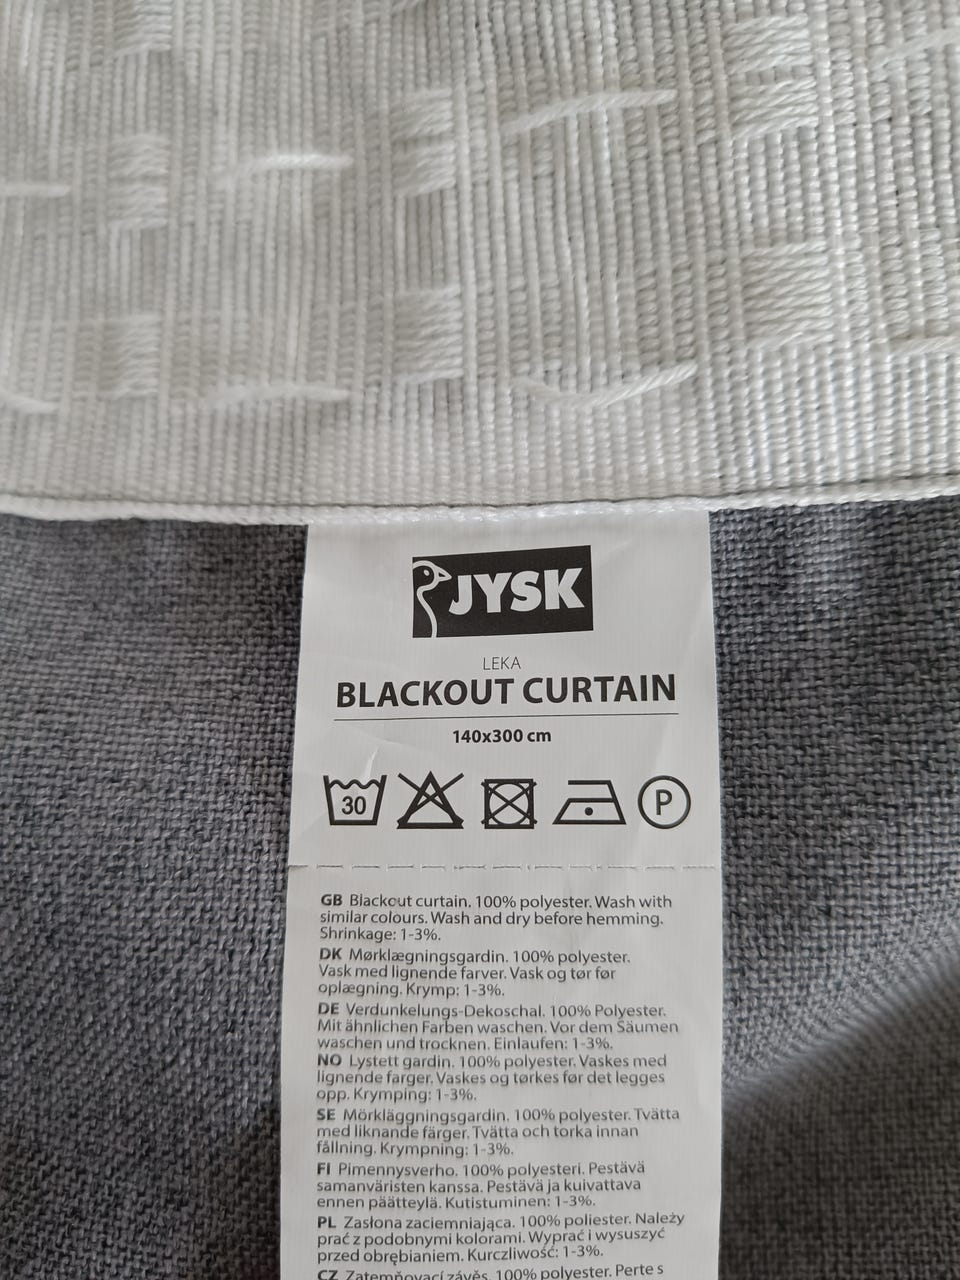 JYSK
LEKA
BLACKOUT CURTAIN
140x300 cm
30
P
GB Blackout curtain. 100% polyester. Wash with
similar colours. Wash and dry before hemming.
Shrinkage: 1-3%.
DK Mørklægningsgardin. 100% polyester.
Vask med lignende farver. Vask og tør før
oplægning. Krymp: 1-3%.
DE Verdunkelungs-Dekoschal. 100% Polyester.
Mit ähnlichen Farben waschen. Vor dem Säumen
waschen und trocknen. Einlaufen: 1-3%.
NO Lystett gardin. 100% polyester. Vaskes med
lignende farger. Vaskes og tørkes før det legges
opp. Krymping: 1-3%.
SE Mörkläggningsgardin. 100% polyester. Tvätta
med liknande färger. Tvätta och torka innan
fållning. Krympning: 1-3%.
FI Pimennysverho. 100% polyesteri. Pestävä
samanväristen kanssa. Pestävä ja kuivattava
ennen päätteylä. Kutistuminen: 1-3%.
PL Zasłona zaciemniająca. 100% poliester. Należy
prać z podobnymi kolorami. Wyprać i wysuszyć
przed obrębianiem. Kurczliwość: 1-3%.
CZ Zatemňovací závěs. 100% polyester. Perte s